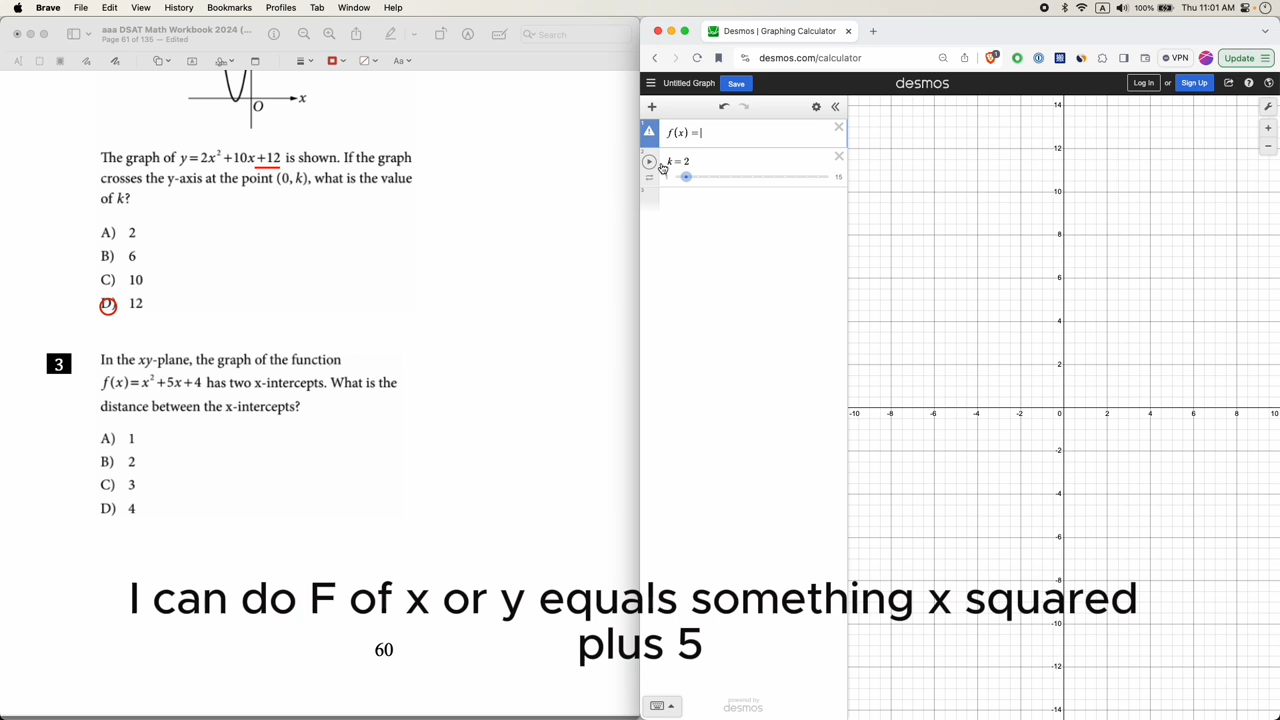 Brave File Edit View History Bookmarks Profiles Tab Window Help
A 100% Thu 11:01 AM
aaa DSAT Math Workbook 2024 (...
Page 61 of 135 — Edited
Search
Aa
Desmos | Graphing Calculator
desmos.com/calculator
VPN
Update
Untitled Graph
Save
desmos
Log In or Sign Up
O
x
The graph of y=2x²+10x+12 is shown. If the graph
crosses the y-axis at the point (0, k), what is the value
of k?
A) 2
B) 6
C) 10
D) 12
3
In the xy-plane, the graph of the function
f(x)=x²+5x+4 has two x-intercepts. What is the
distance between the x-intercepts?
A) 1
B) 2
C) 3
D) 4
60
1
f(x) =
2
k = 2
15
3
14
12
10
8
6
4
2
-10 -8 -6 -4 -2 0 2 4 6 8 10
-2
-4
-6
-8
-10
-12
-14
powered by
desmos
I can do F of x or y equals something x squared
plus 5